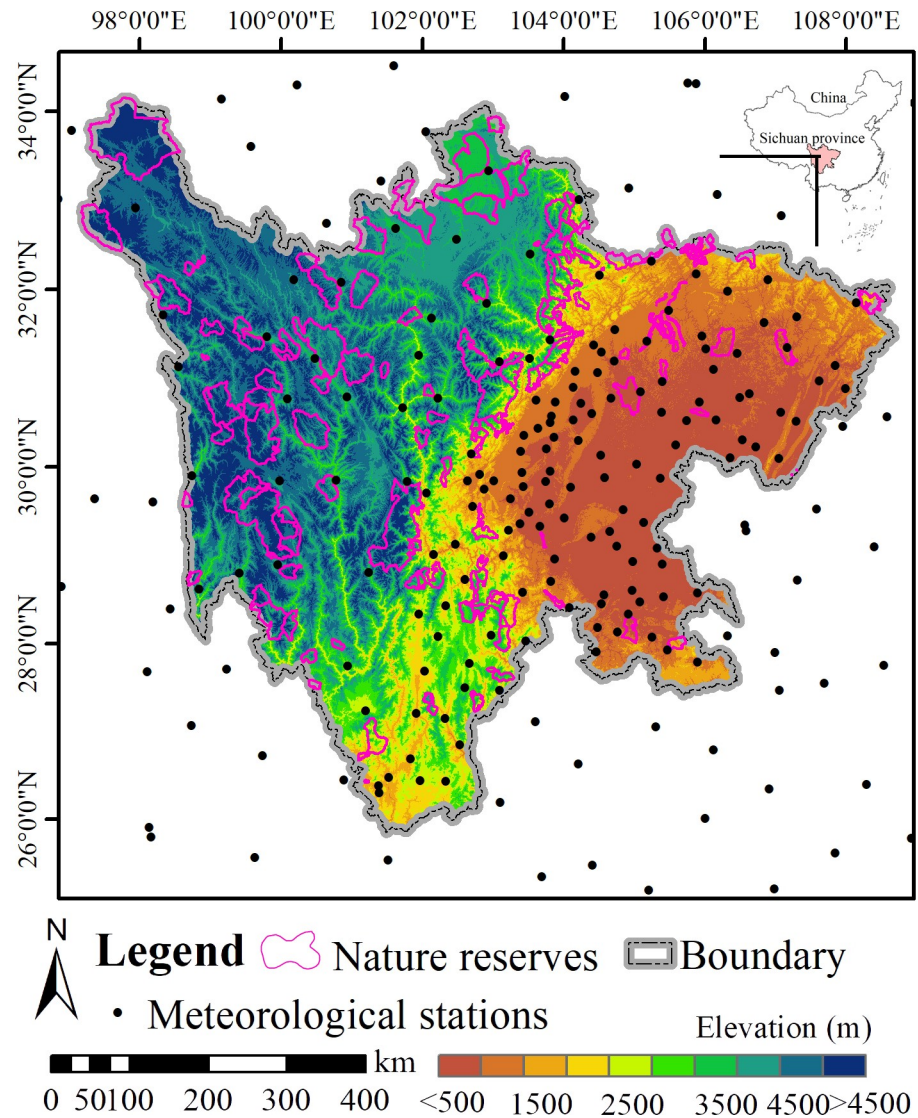 98°0'0"E 100°0'0"E 102°0'0"E 104°0'0"E 106°0'0"E 108°0'0"E
34°0'0"N
32°0'0"N
30°0'0"N
28°0'0"N
26°0'0"N
China
Sichuan province
N
Legend Nature reserves Boundary
Meteorological stations
Elevation (m)
km
0 50100 200 300 400
<500 1500 2500 3500 4500 >4500